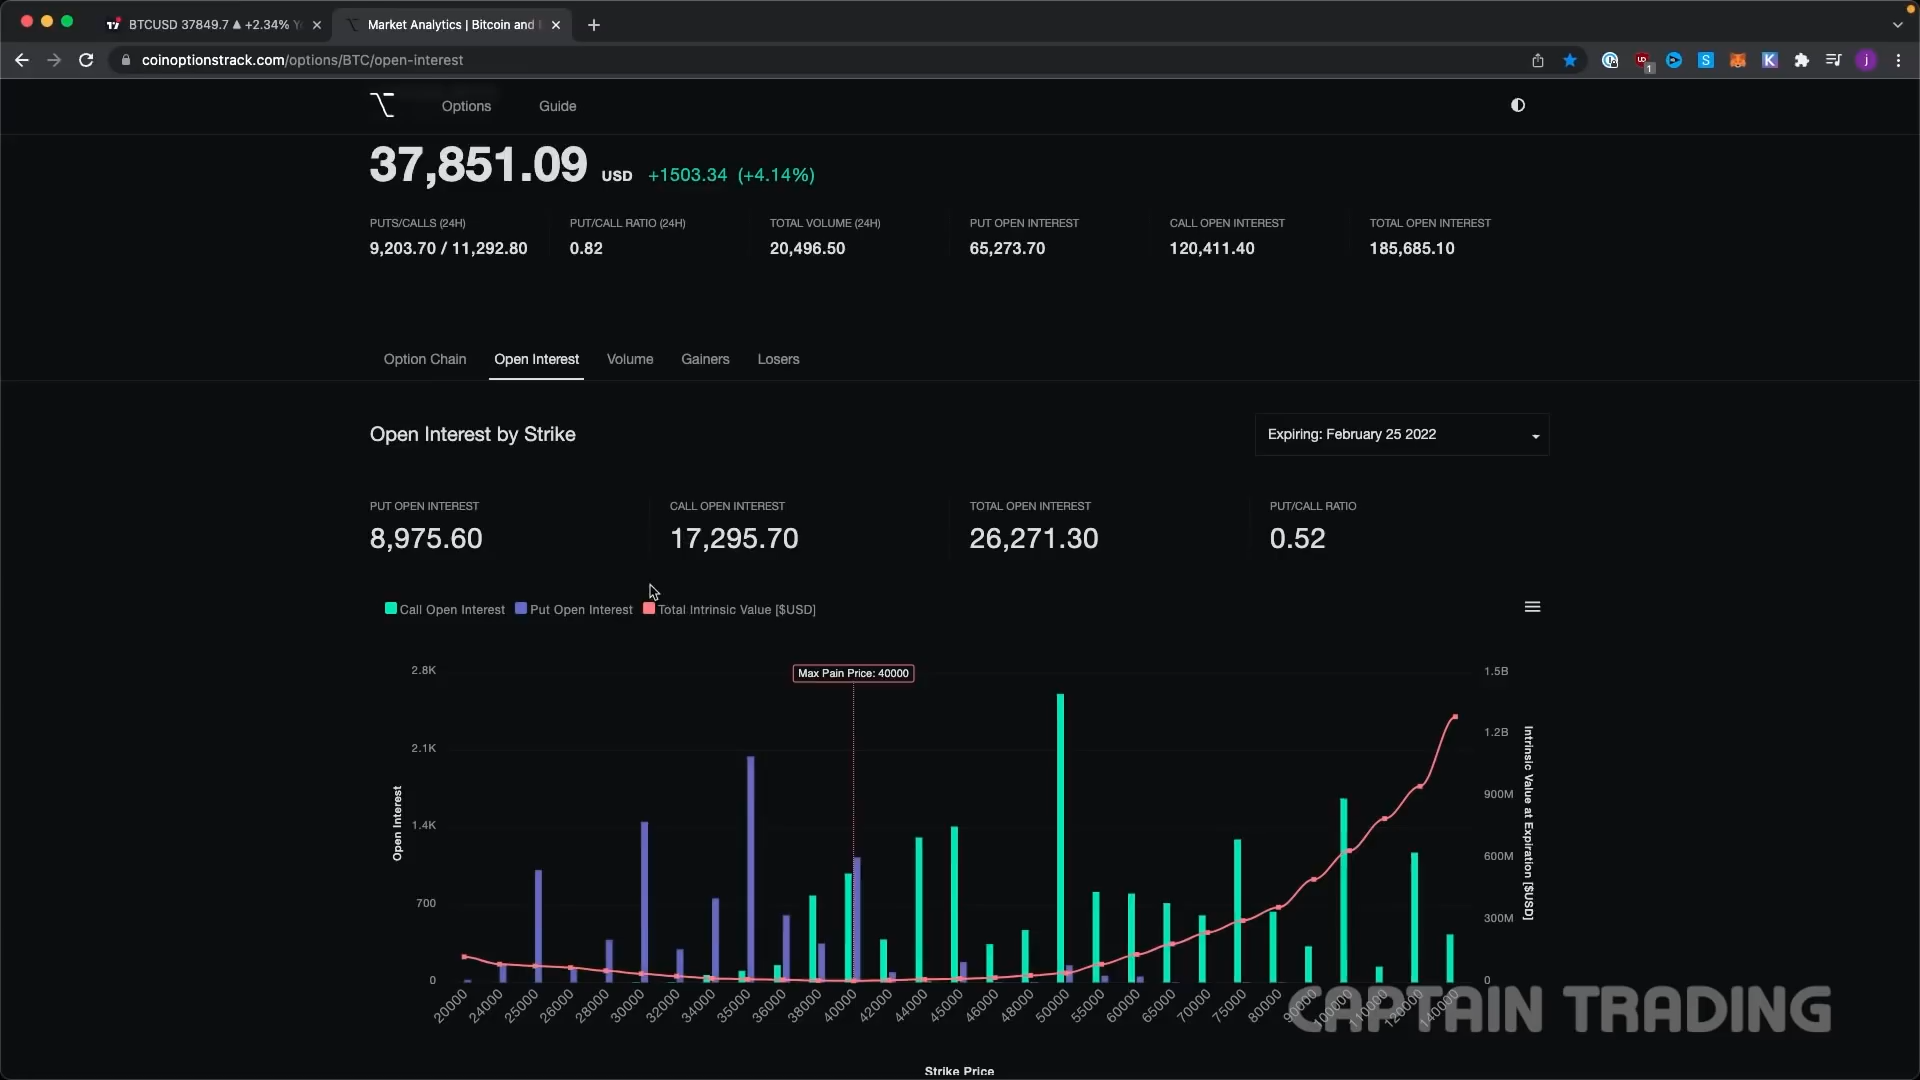 BTCUSD 37849.7 ▲ +2.34%
Market Analytics | Bitcoin and
coinoptionstrack.com/options/BTC/open-interest
Options Guide
37,851.09 USD +1503.34 (+4.14%)
PUTS/CALLS (24H) PUT/CALL RATIO (24H) TOTAL VOLUME (24H) PUT OPEN INTEREST CALL OPEN INTEREST TOTAL OPEN INTEREST
9,203.70 / 11,292.80 0.82 20,496.50 65,273.70 120,411.40 185,685.10
Option Chain Open Interest Volume Gainers Losers
Open Interest by Strike
Expiring: February 25 2022
PUT OPEN INTEREST CALL OPEN INTEREST TOTAL OPEN INTEREST PUT/CALL RATIO
8,975.60 17,295.70 26,271.30 0.52
Call Open Interest Put Open Interest Total Intrinsic Value [$USD]
Max Pain Price: 40000
2.8K
2.1K
1.4K
700
0
Open Interest
1.5B
1.2B
900M
600M
300M
0
Intrinsic Value at Expiration [$USD]
20000 24000 25000 26000 28000 30000 32000 34000 35000 36000 38000 40000 42000 44000 45000 46000 48000 50000 55000 60000 65000 70000 75000 80000 90000 100000 110000 120000 140000
Strike Price
CAPTAIN TRADING